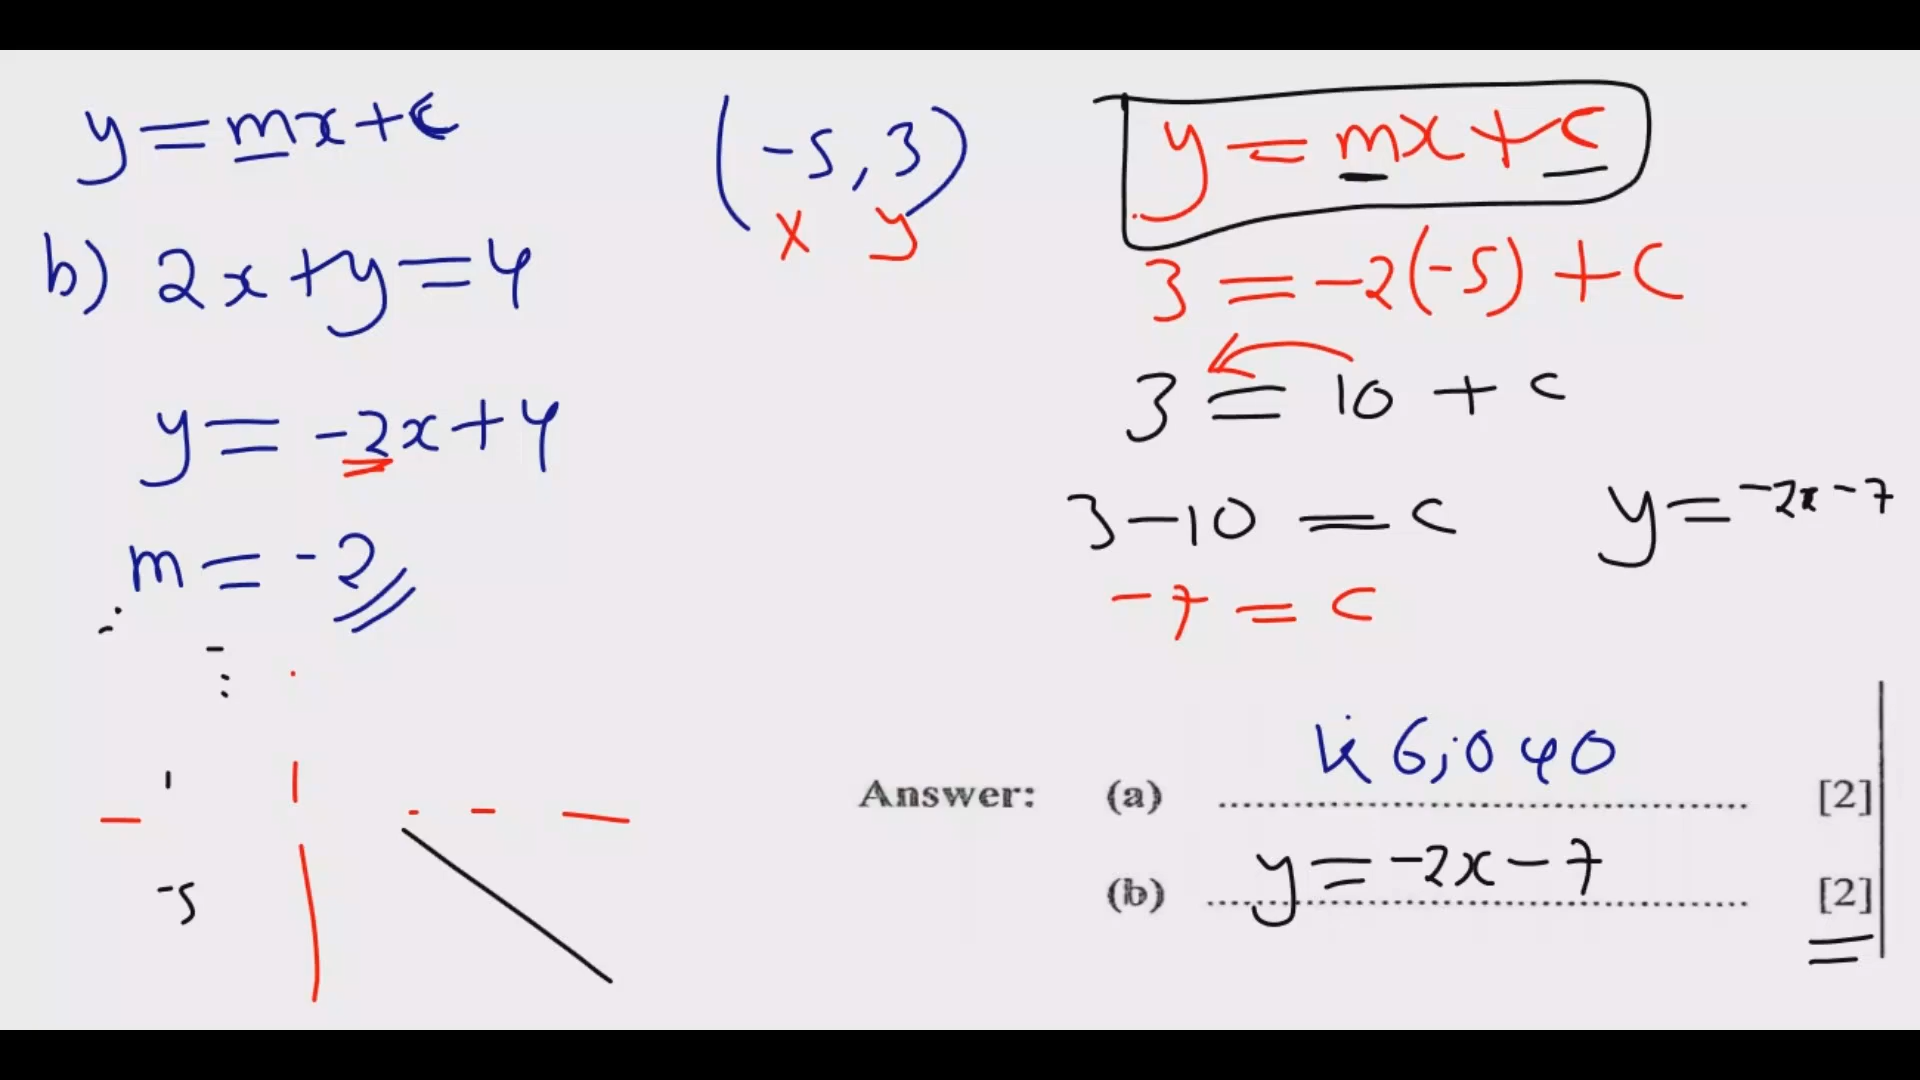 y = mx + c
b) 2x + y = 4
y = -2x + 4
m = -2
-5
(-5, 3)
x y
y = mx + c
3 = -2(-5) + c
3 = 10 + c
3 - 10 = c
y = -2x - 7
-7 = c
Answer: (a) K6,040 [2]
(b) y = -2x - 7 [2]